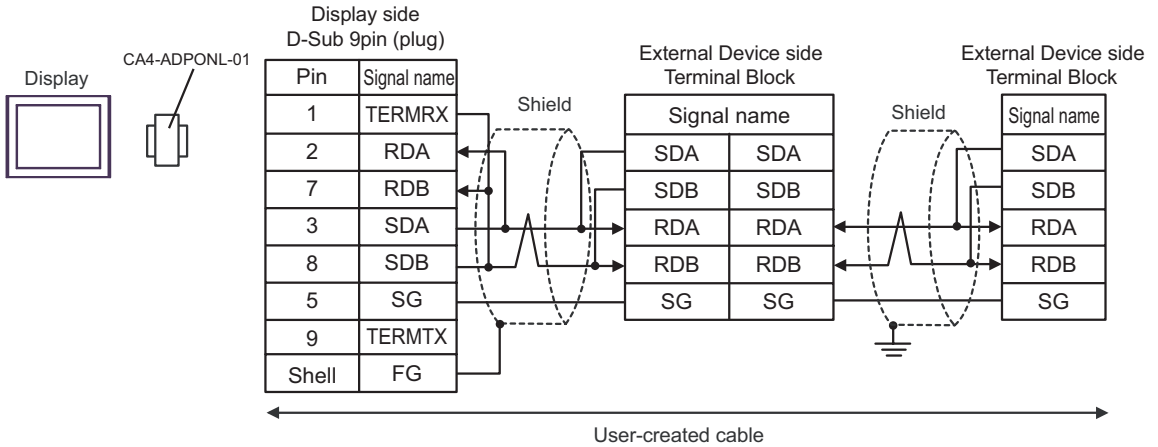 Display side
D-Sub 9pin (plug)
CA4-ADPONL-01
Display
External Device side
Terminal Block
External Device side
Terminal Block
Pin Signal name
1 TERMRX
2 RDA
7 RDB
3 SDA
8 SDB
5 SG
9 TERMTX
Shell FG
Shield
Signal name
SDA SDA
SDB SDB
RDA RDA
RDB RDB
SG SG
Shield
Signal name
SDA
SDB
RDA
RDB
SG
User-created cable